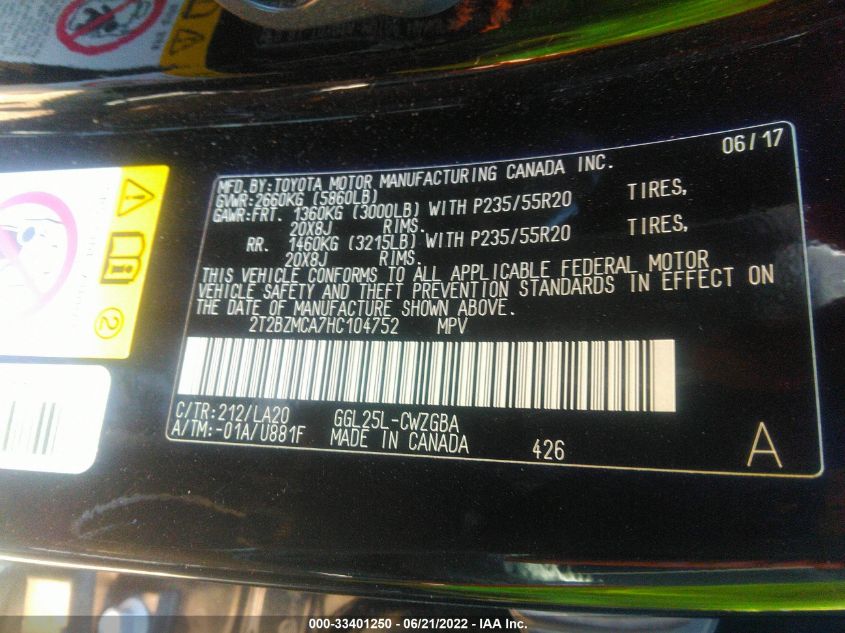 06/17
MFD.BY:TOYOTA MOTOR MANUFACTURING CANADA INC.
GVWR:2660KG (5860LB)
GAWR:FRT. 1360KG (3000LB) WITH P235/55R20 TIRES,
20X8J RIMS.
RR. 1460KG (3215LB) WITH P235/55R20 TIRES,
20X8J RIMS.
THIS VEHICLE CONFORMS TO ALL APPLICABLE FEDERAL MOTOR
VEHICLE SAFETY AND THEFT PREVENTION STANDARDS IN EFFECT ON
THE DATE OF MANUFACTURE SHOWN ABOVE.
2T2BZMCA7HC104752 MPV
C/TR:212/LA20 GGL25L-CWZGBA
A/TM:-01A/U881F MADE IN CANADA 426 A
2
000-33401250 - 06/21/2022 - IAA Inc.